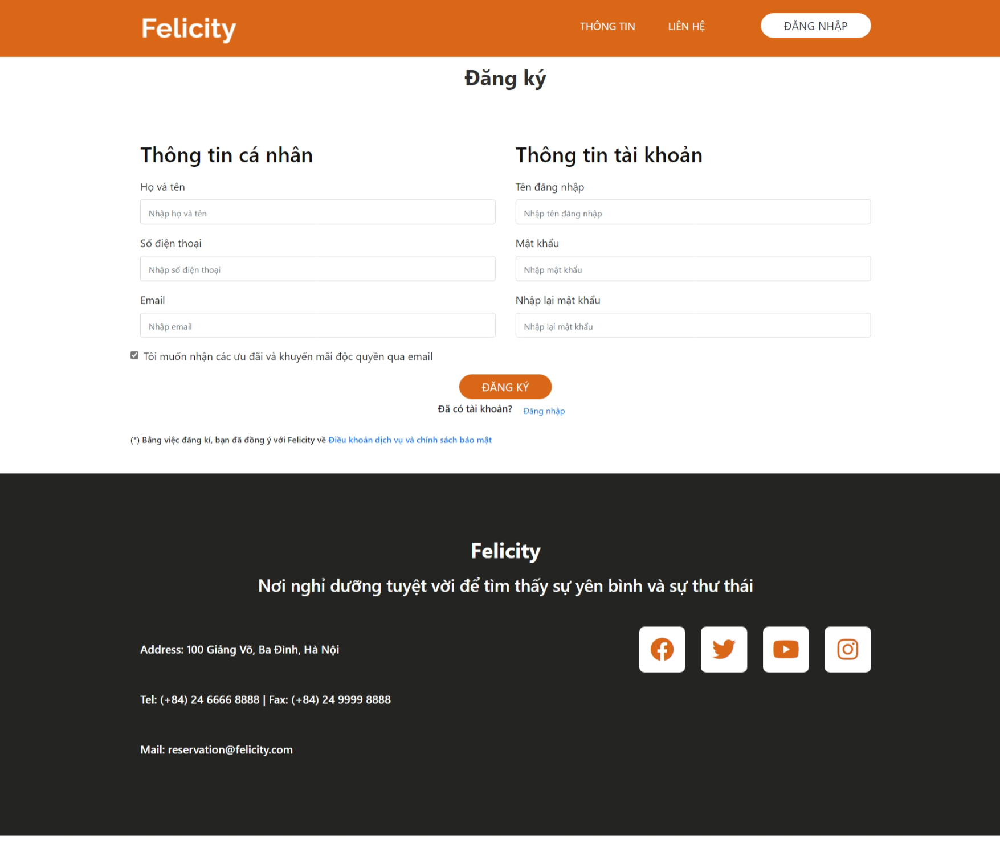 Felicity
THÔNG TIN
LIÊN HỆ
ĐĂNG NHẬP
Đăng ký
Thông tin cá nhân
Họ và tên
Nhập họ và tên
Số điện thoại
Nhập số điện thoại
Email
Nhập email
Thông tin tài khoản
Tên đăng nhập
Nhập tên đăng nhập
Mật khẩu
Nhập mật khẩu
Nhập lại mật khẩu
Nhập lại mật khẩu
Tôi muốn nhận các ưu đãi và khuyến mãi độc quyền qua email
ĐĂNG KÝ
Đã có tài khoản? Đăng nhập
(*) Bằng việc đăng kí, bạn đã đồng ý với Felicity về Điều khoản dịch vụ và chính sách bảo mật
Felicity
Nơi nghỉ dưỡng tuyệt vời để tìm thấy sự yên bình và sự thư thái
Address: 100 Giảng Võ, Ba Đình, Hà Nội
Tel: (+84) 24 6666 8888 | Fax: (+84) 24 9999 8888
Mail: reservation@felicity.com